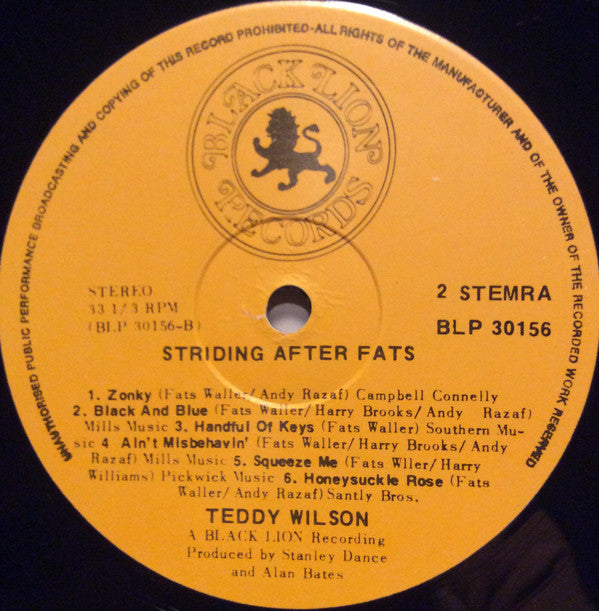 UNAUTHORISED PUBLIC PERFORMANCE BROADCASTING AND COPYING OF THIS RECORD PROHIBITED-ALL RIGHTS OF THE MANUFACTURER AND OF THE OWNER OF THE RECORDED WORK RESERVED
BLACK LION
RECORDS
STEREO
33 1/3 RPM
(BLP 30156-B)
2 STEMRA
BLP 30156
STRIDING AFTER FATS
1. Zonky (Fats Waller/ Andy Razaf) Campbell Connelly
2. Black And Blue (Fats Waller/ Harry Brooks/ Andy Razaf)
Mills Music 3. Handful Of Keys (Fats Waller) Southern Mu-
sic 4 Ain't Misbehavin' (Fats Waller/ Harry Brooks/ Andy
Razaf) Mills Music 5. Squeeze Me (Fats Wller/ Harry
Williams) Pickwick Music 6. Honeysuckle Rose (Fats
Waller/ Andy Razaf) Santly Bros.
TEDDY WILSON
A BLACK LION Recording
Produced by Stanley Dance
and Alan Bates